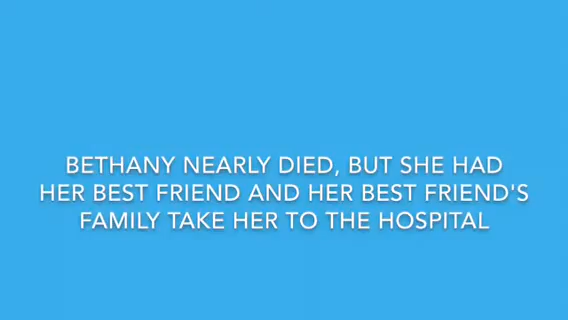 BETHANY NEARLY DIED, BUT SHE HAD
HER BEST FRIEND AND HER BEST FRIEND'S
FAMILY TAKE HER TO THE HOSPITAL